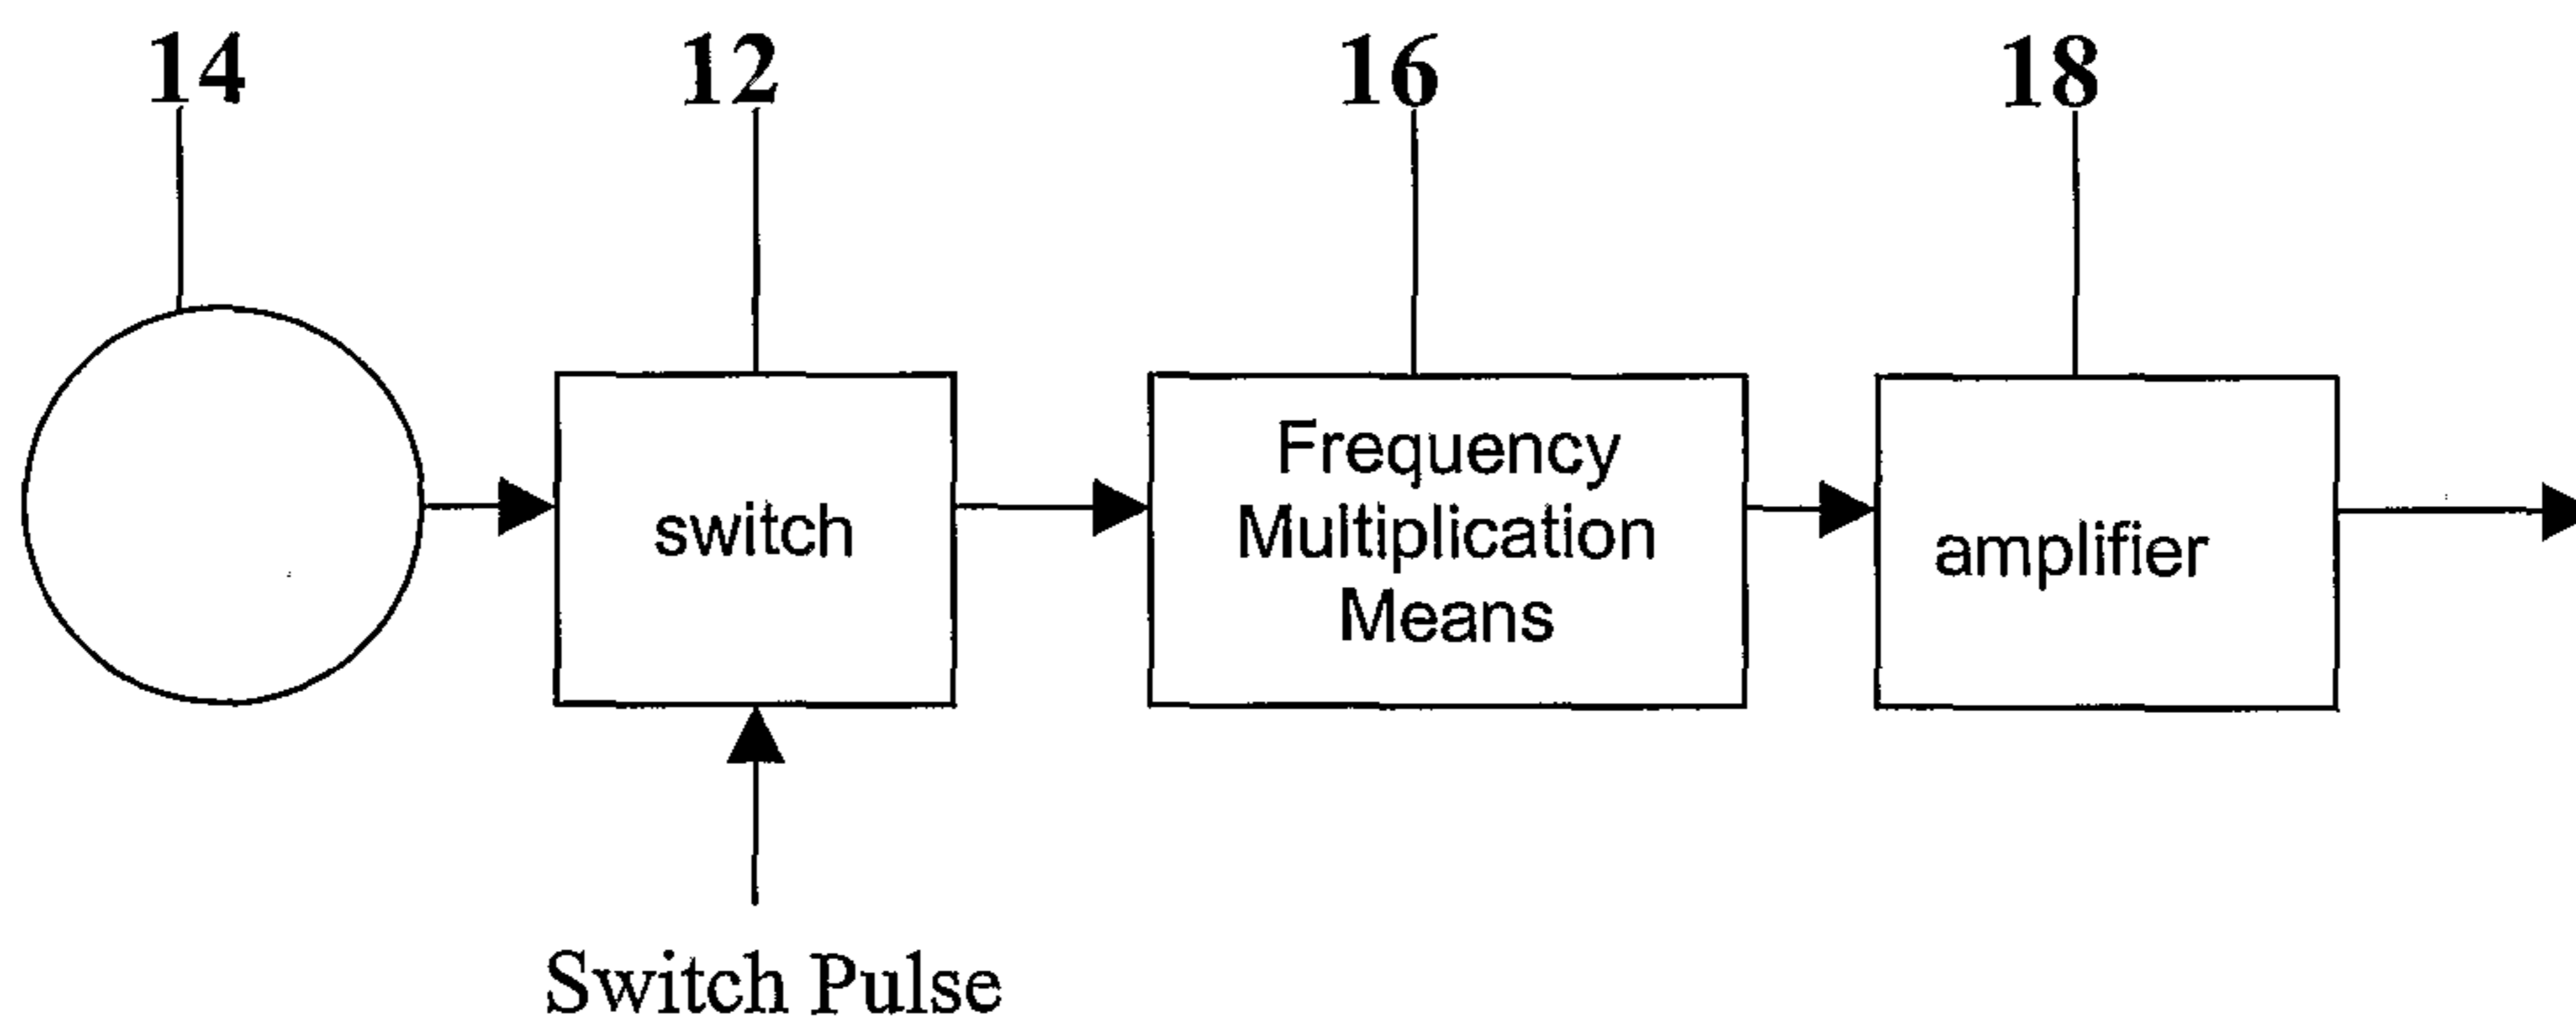 14 12 16 18
switch
Frequency
Multiplication
Means
amplifier
Switch Pulse